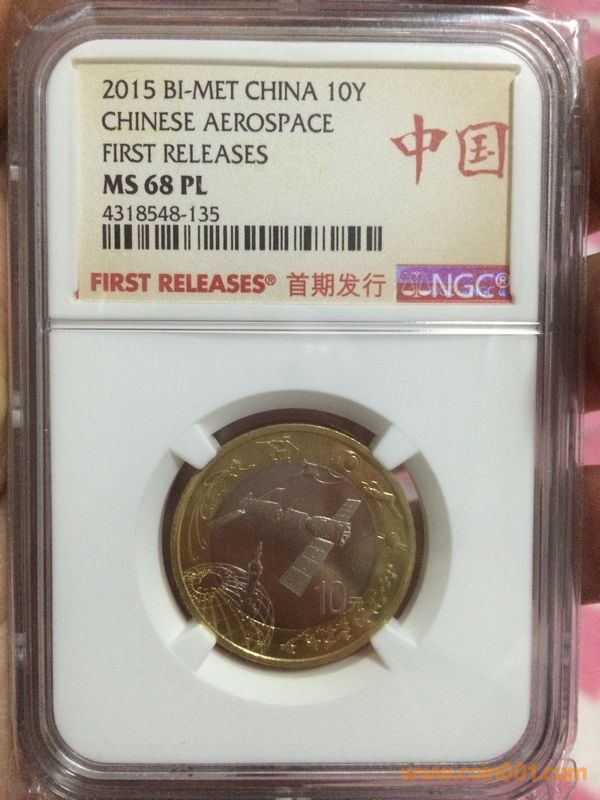 2015 BI-MET CHINA 10Y
CHINESE AEROSPACE
FIRST RELEASES
MS 68 PL
4318548-135
中国
FIRST RELEASES® 首期发行 NGC®
10元
www.coin001.com